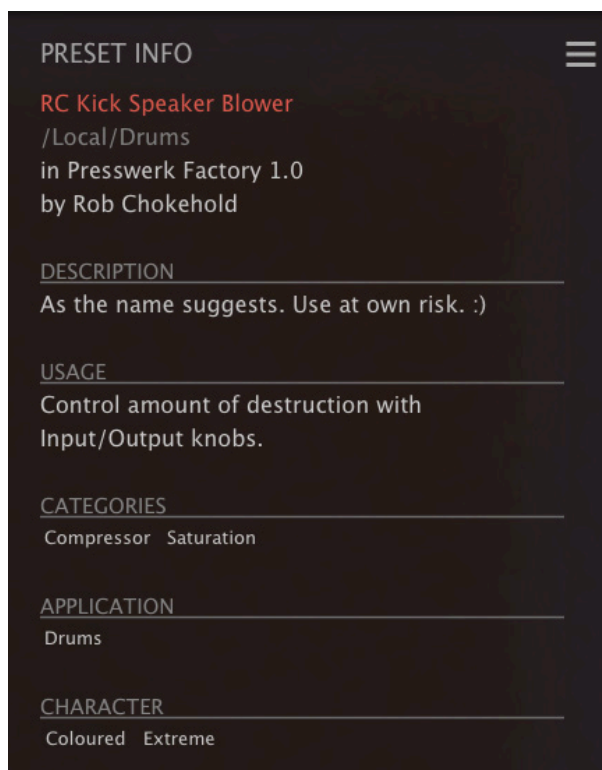 PRESET INFO
RC Kick Speaker Blower
/Local/Drums
in Presswerk Factory 1.0
by Rob Chokehold
DESCRIPTION
As the name suggests. Use at own risk. :)
USAGE
Control amount of destruction with
Input/Output knobs.
CATEGORIES
Compressor Saturation
APPLICATION
Drums
CHARACTER
Coloured Extreme